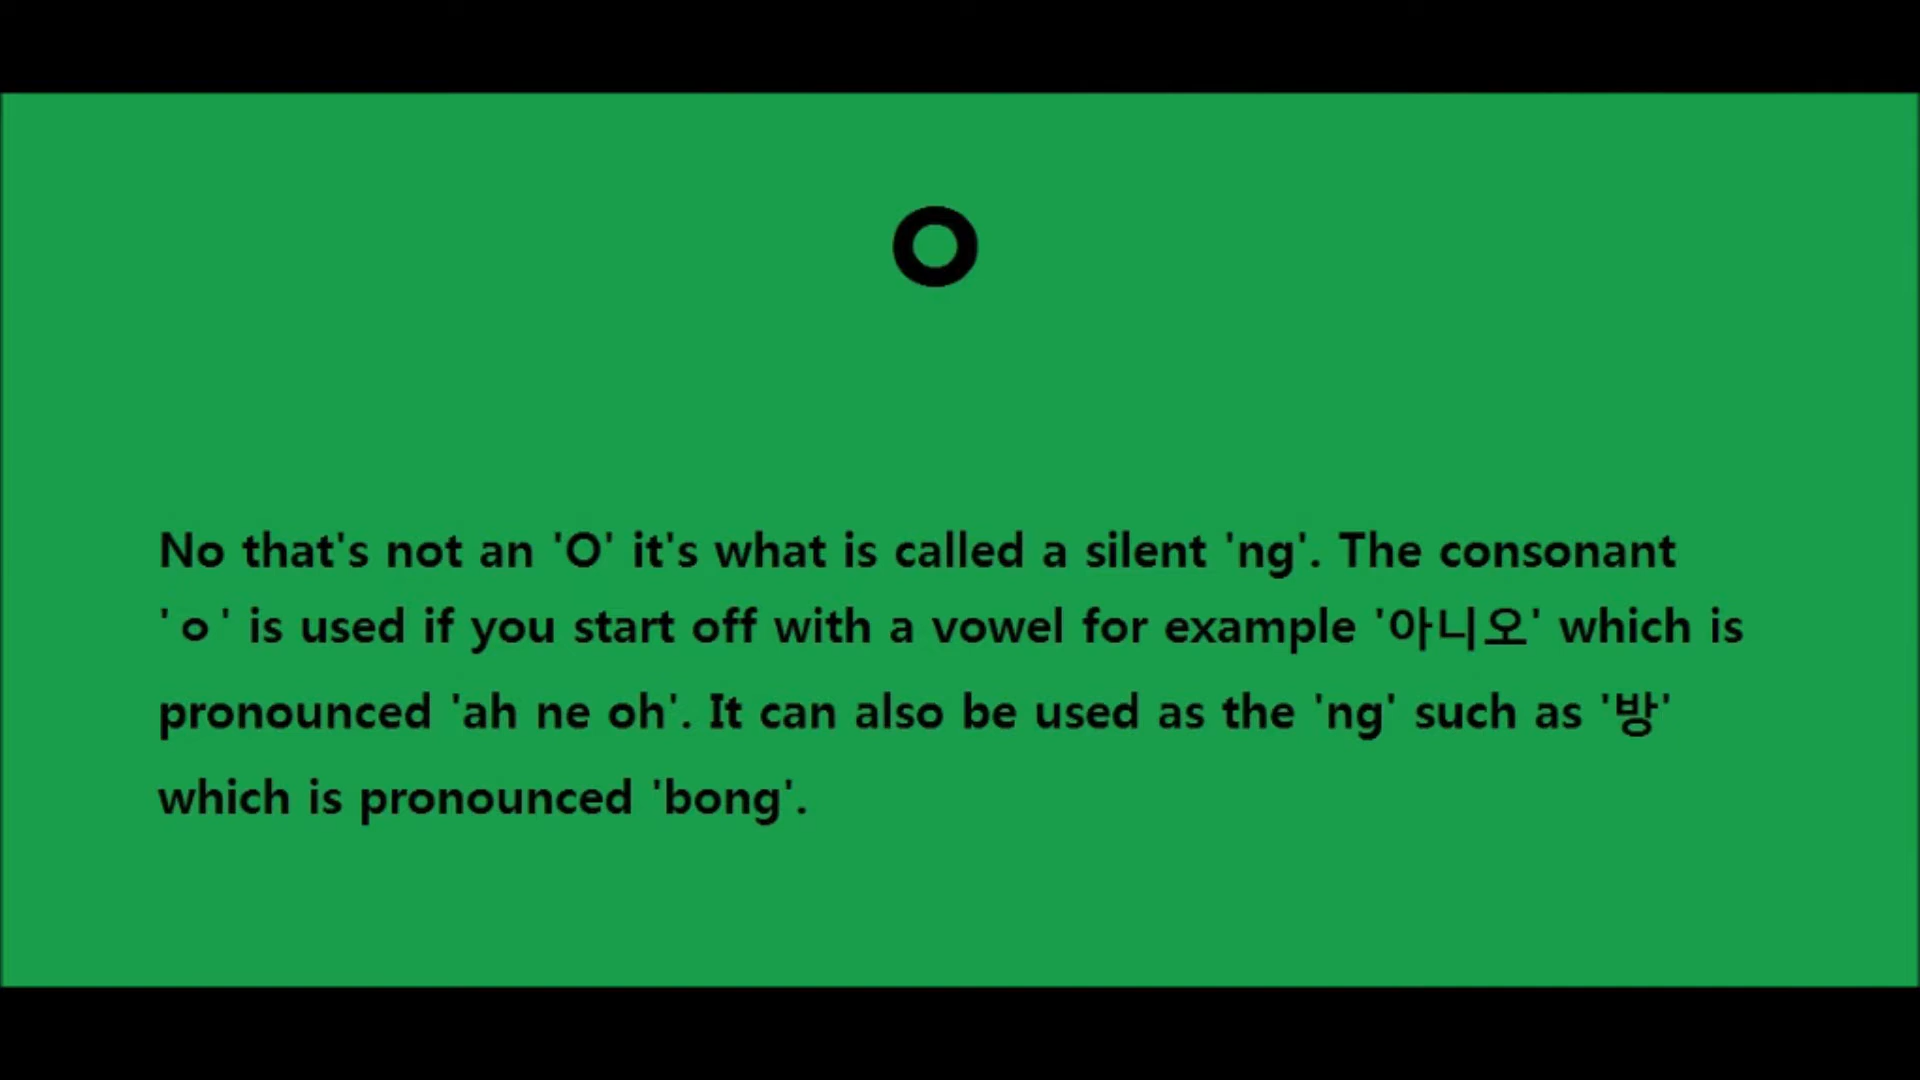 ㅇ
No that's not an 'O' it's what is called a silent 'ng'. The consonant
'ㅇ' is used if you start off with a vowel for example '아니오' which is
pronounced 'ah ne oh'. It can also be used as the 'ng' such as '방'
which is pronounced 'bong'.